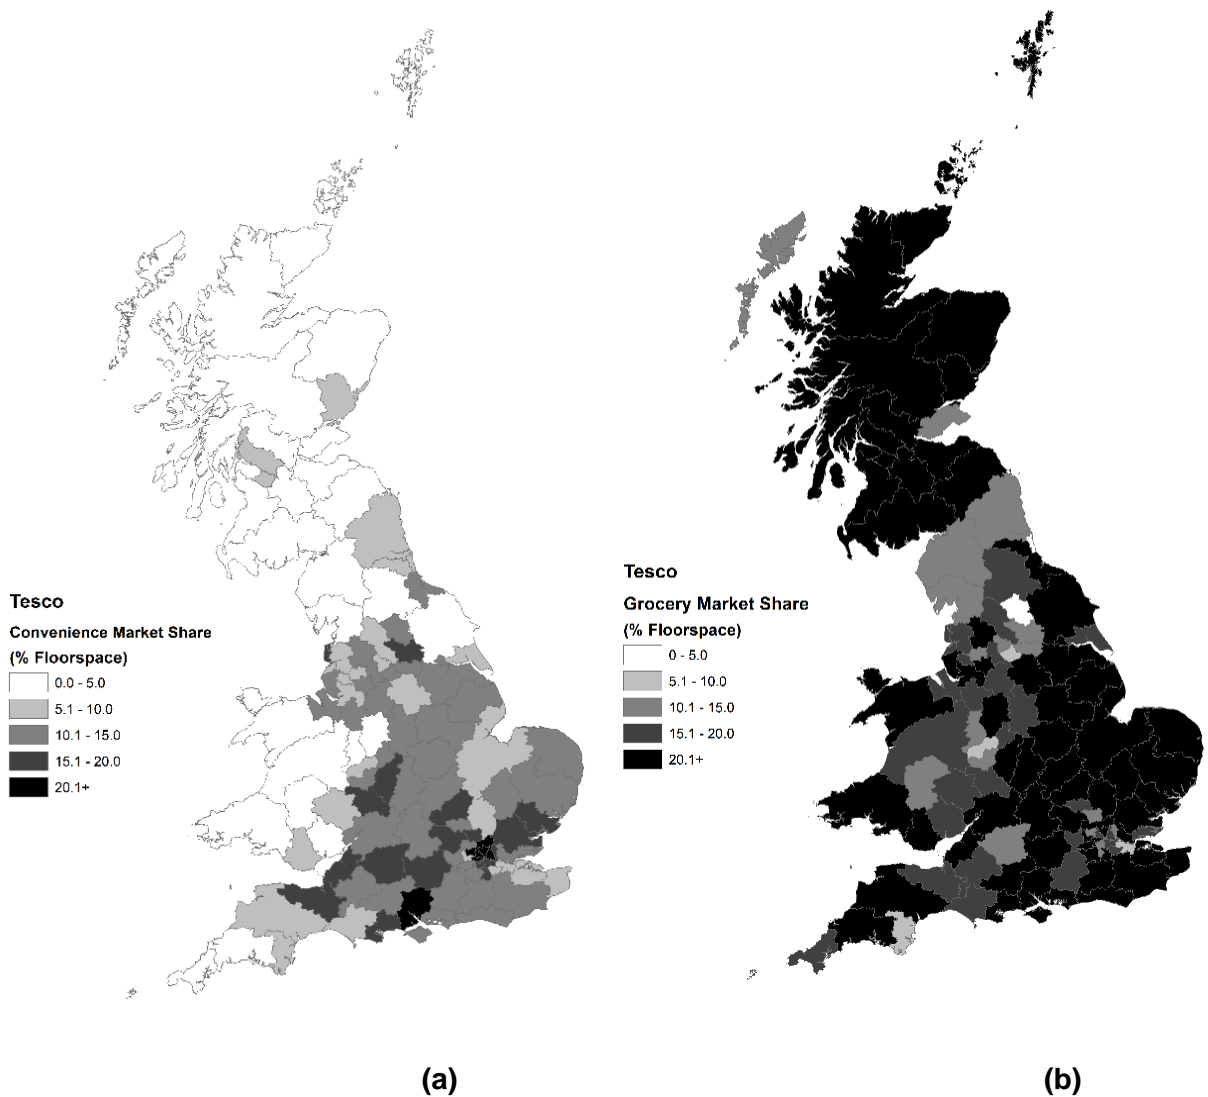 Tesco
Convenience Market Share
(% Floorspace)
0.0 - 5.0
5.1 - 10.0
10.1 - 15.0
15.1 - 20.0
20.1+
(a)
Tesco
Grocery Market Share
(% Floorspace)
0 - 5.0
5.1 - 10.0
10.1 - 15.0
15.1 - 20.0
20.1+
(b)